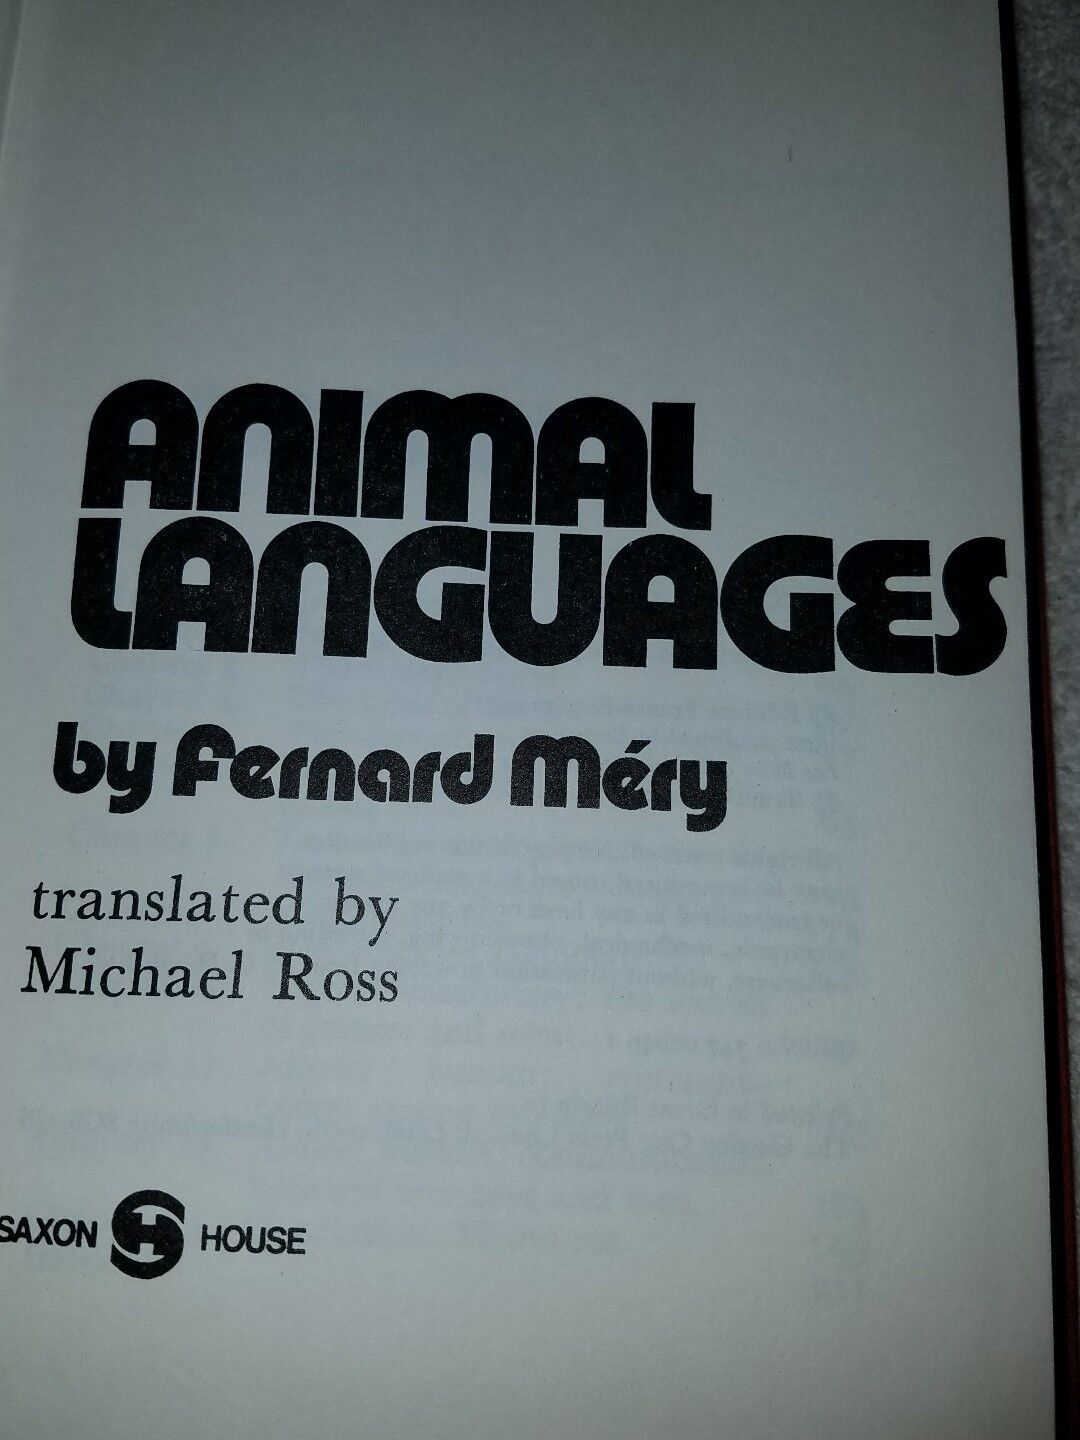 ANIMAL
LANGUAGES
by Fernard Méry
translated by
Michael Ross
SAXON HOUSE